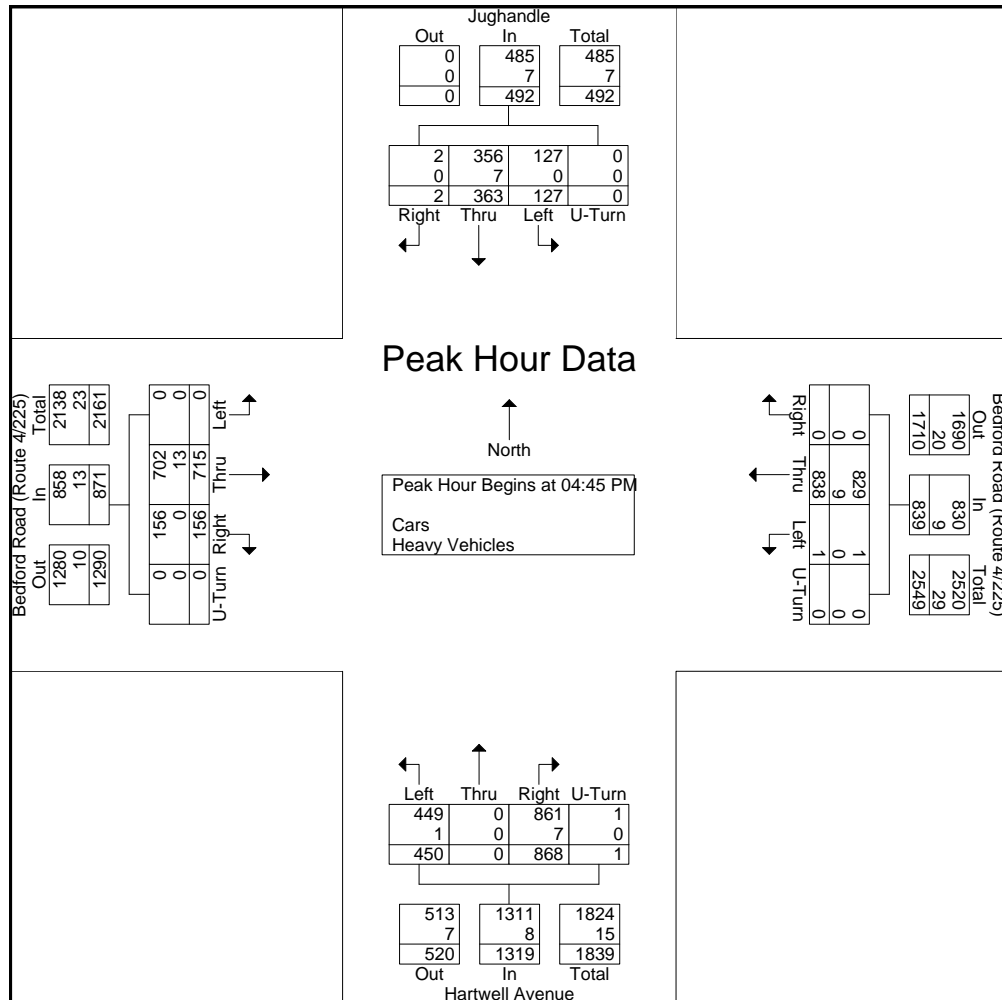 Jughandle
Out In Total
0 485 485
0 7 7
0 492 492
2 356 127 0
0 7 0 0
2 363 127 0
Right Thru Left U-Turn
Peak Hour Data
North
Peak Hour Begins at 04:45 PM
Cars
Heavy Vehicles
Bedford Road (Route 4/225)
Out In Total
1280 858 2138
10 13 23
1290 871 2161
U-Turn Right Thru Left
0 156 702 0
0 0 13 0
0 156 715 0
Bedford Road (Route 4/225)
Out In Total
1690 830 2520
20 9 29
1710 839 2549
0 829 1 0
0 9 0 0
0 838 1 0
Right Thru Left U-Turn
Left Thru Right U-Turn
449 0 861 1
1 0 7 0
450 0 868 1
513 1311 1824
7 8 15
520 1319 1839
Out In Total
Hartwell Avenue